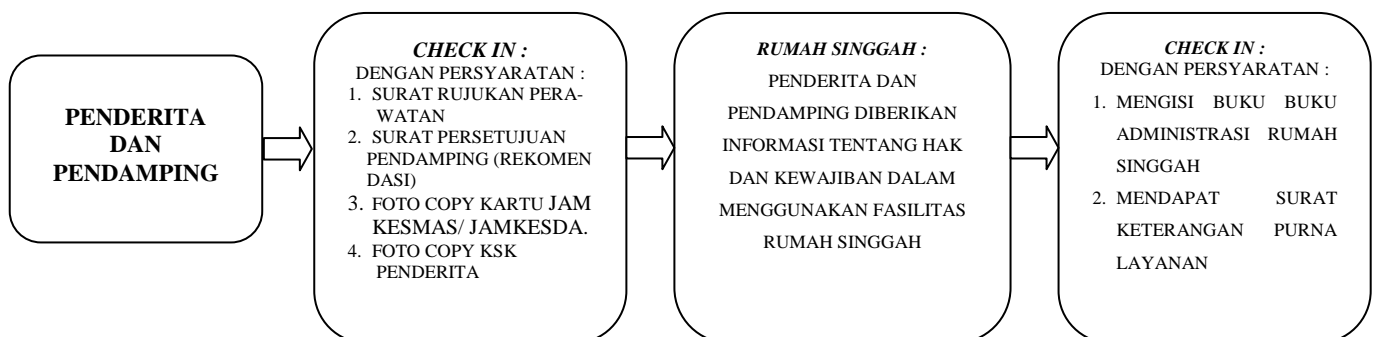 PENDERITA
DAN
PENDAMPING
CHECK IN :
DENGAN PERSYARATAN :
1. SURAT RUJUKAN PERA-
WATAN
2. SURAT PERSETUJUAN
PENDAMPING (REKOMEN
DASI)
3. FOTO COPY KARTU JAM
KESMAS/ JAMKESDA.
4. FOTO COPY KSK
PENDERITA
RUMAH SINGGAH :
PENDERITA DAN
PENDAMPING DIBERIKAN
INFORMASI TENTANG HAK
DAN KEWAJIBAN DALAM
MENGGUNAKAN FASILITAS
RUMAH SINGGAH
CHECK IN :
DENGAN PERSYARATAN :
1. MENGISI BUKU BUKU
ADMINISTRASI RUMAH
SINGGAH
2. MENDAPAT SURAT
KETERANGAN PURNA
LAYANAN